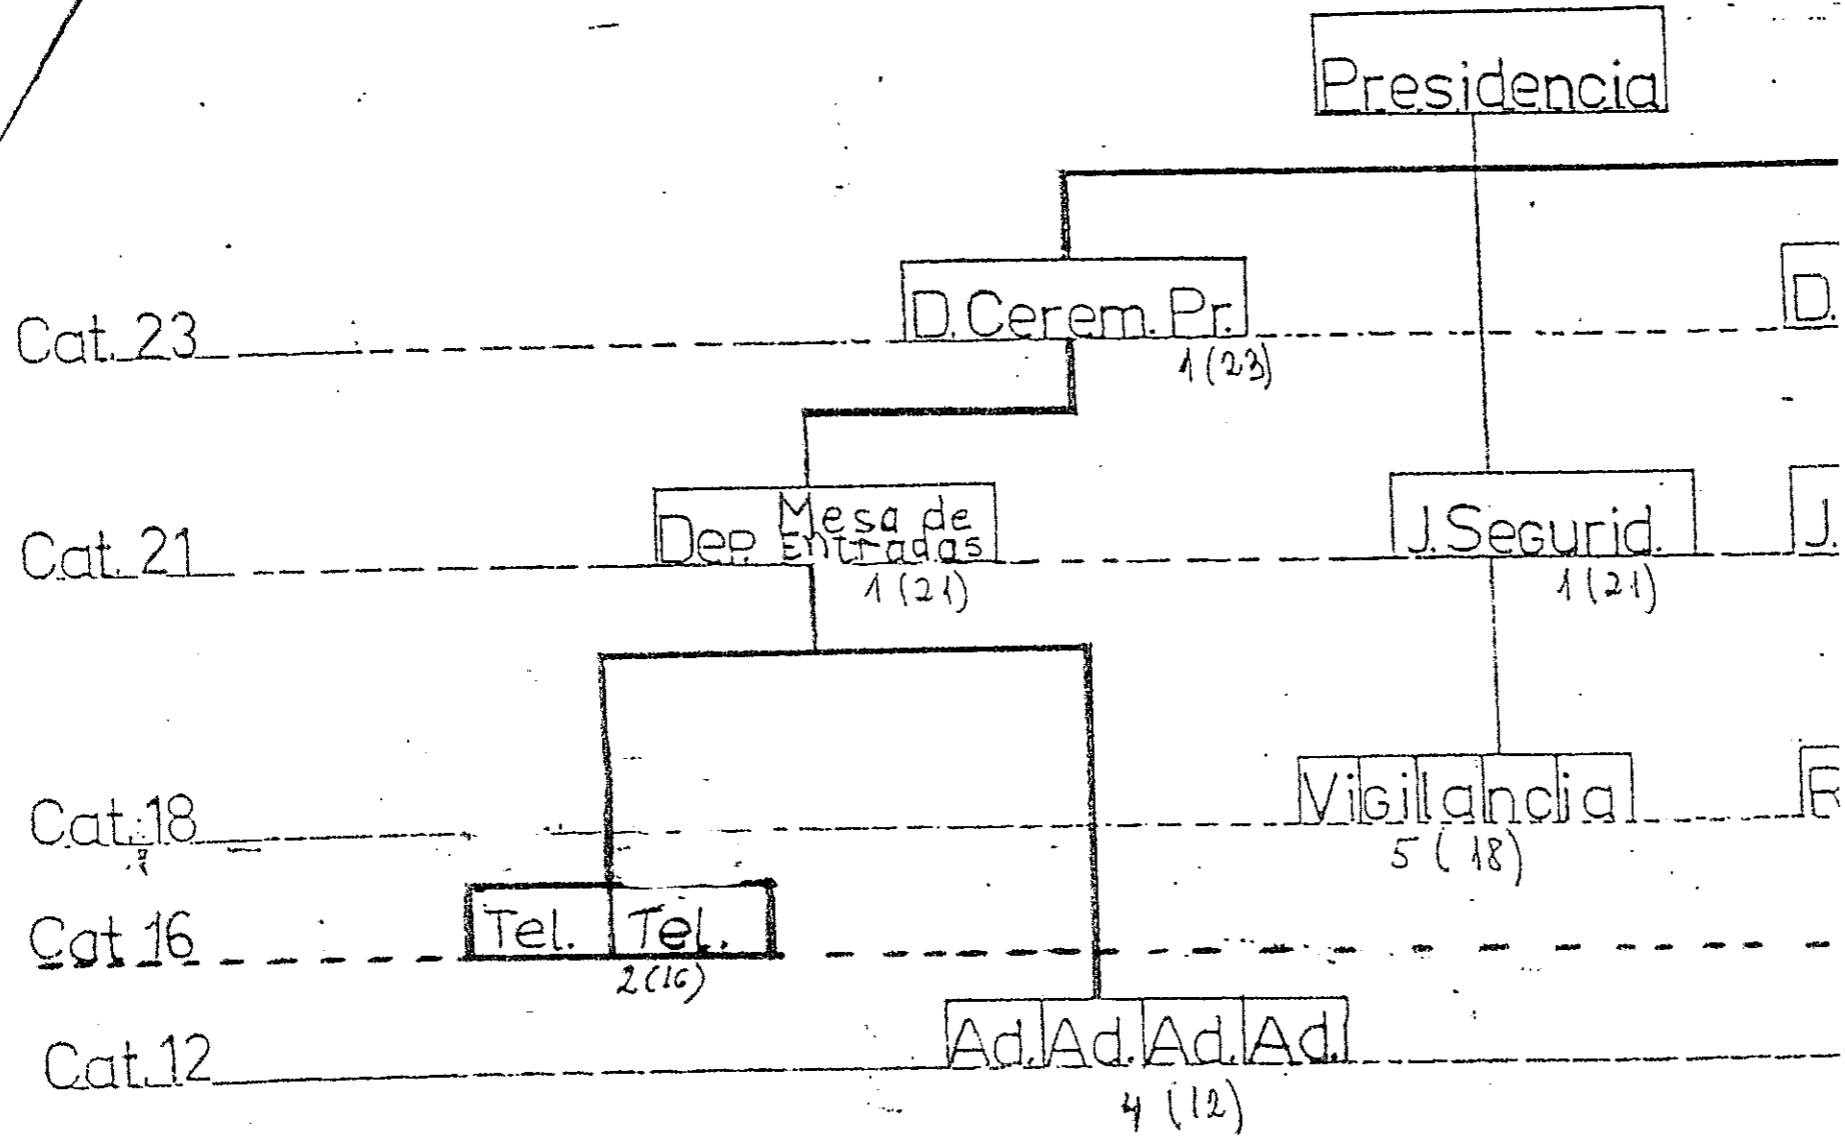 Presidencia
Cat. 23 D. Cerem. Pr. D.
1 (23)
Cat. 21 Dep. Mesa de Entradas J. Segurid. J.
1 (21) 1 (21)
Cat. 18 Vigilancia
5 (18)
Cat. 16 Tel. Tel.
2 (16)
Cat. 12 Ad. Ad. Ad. Ad.
4 (12)